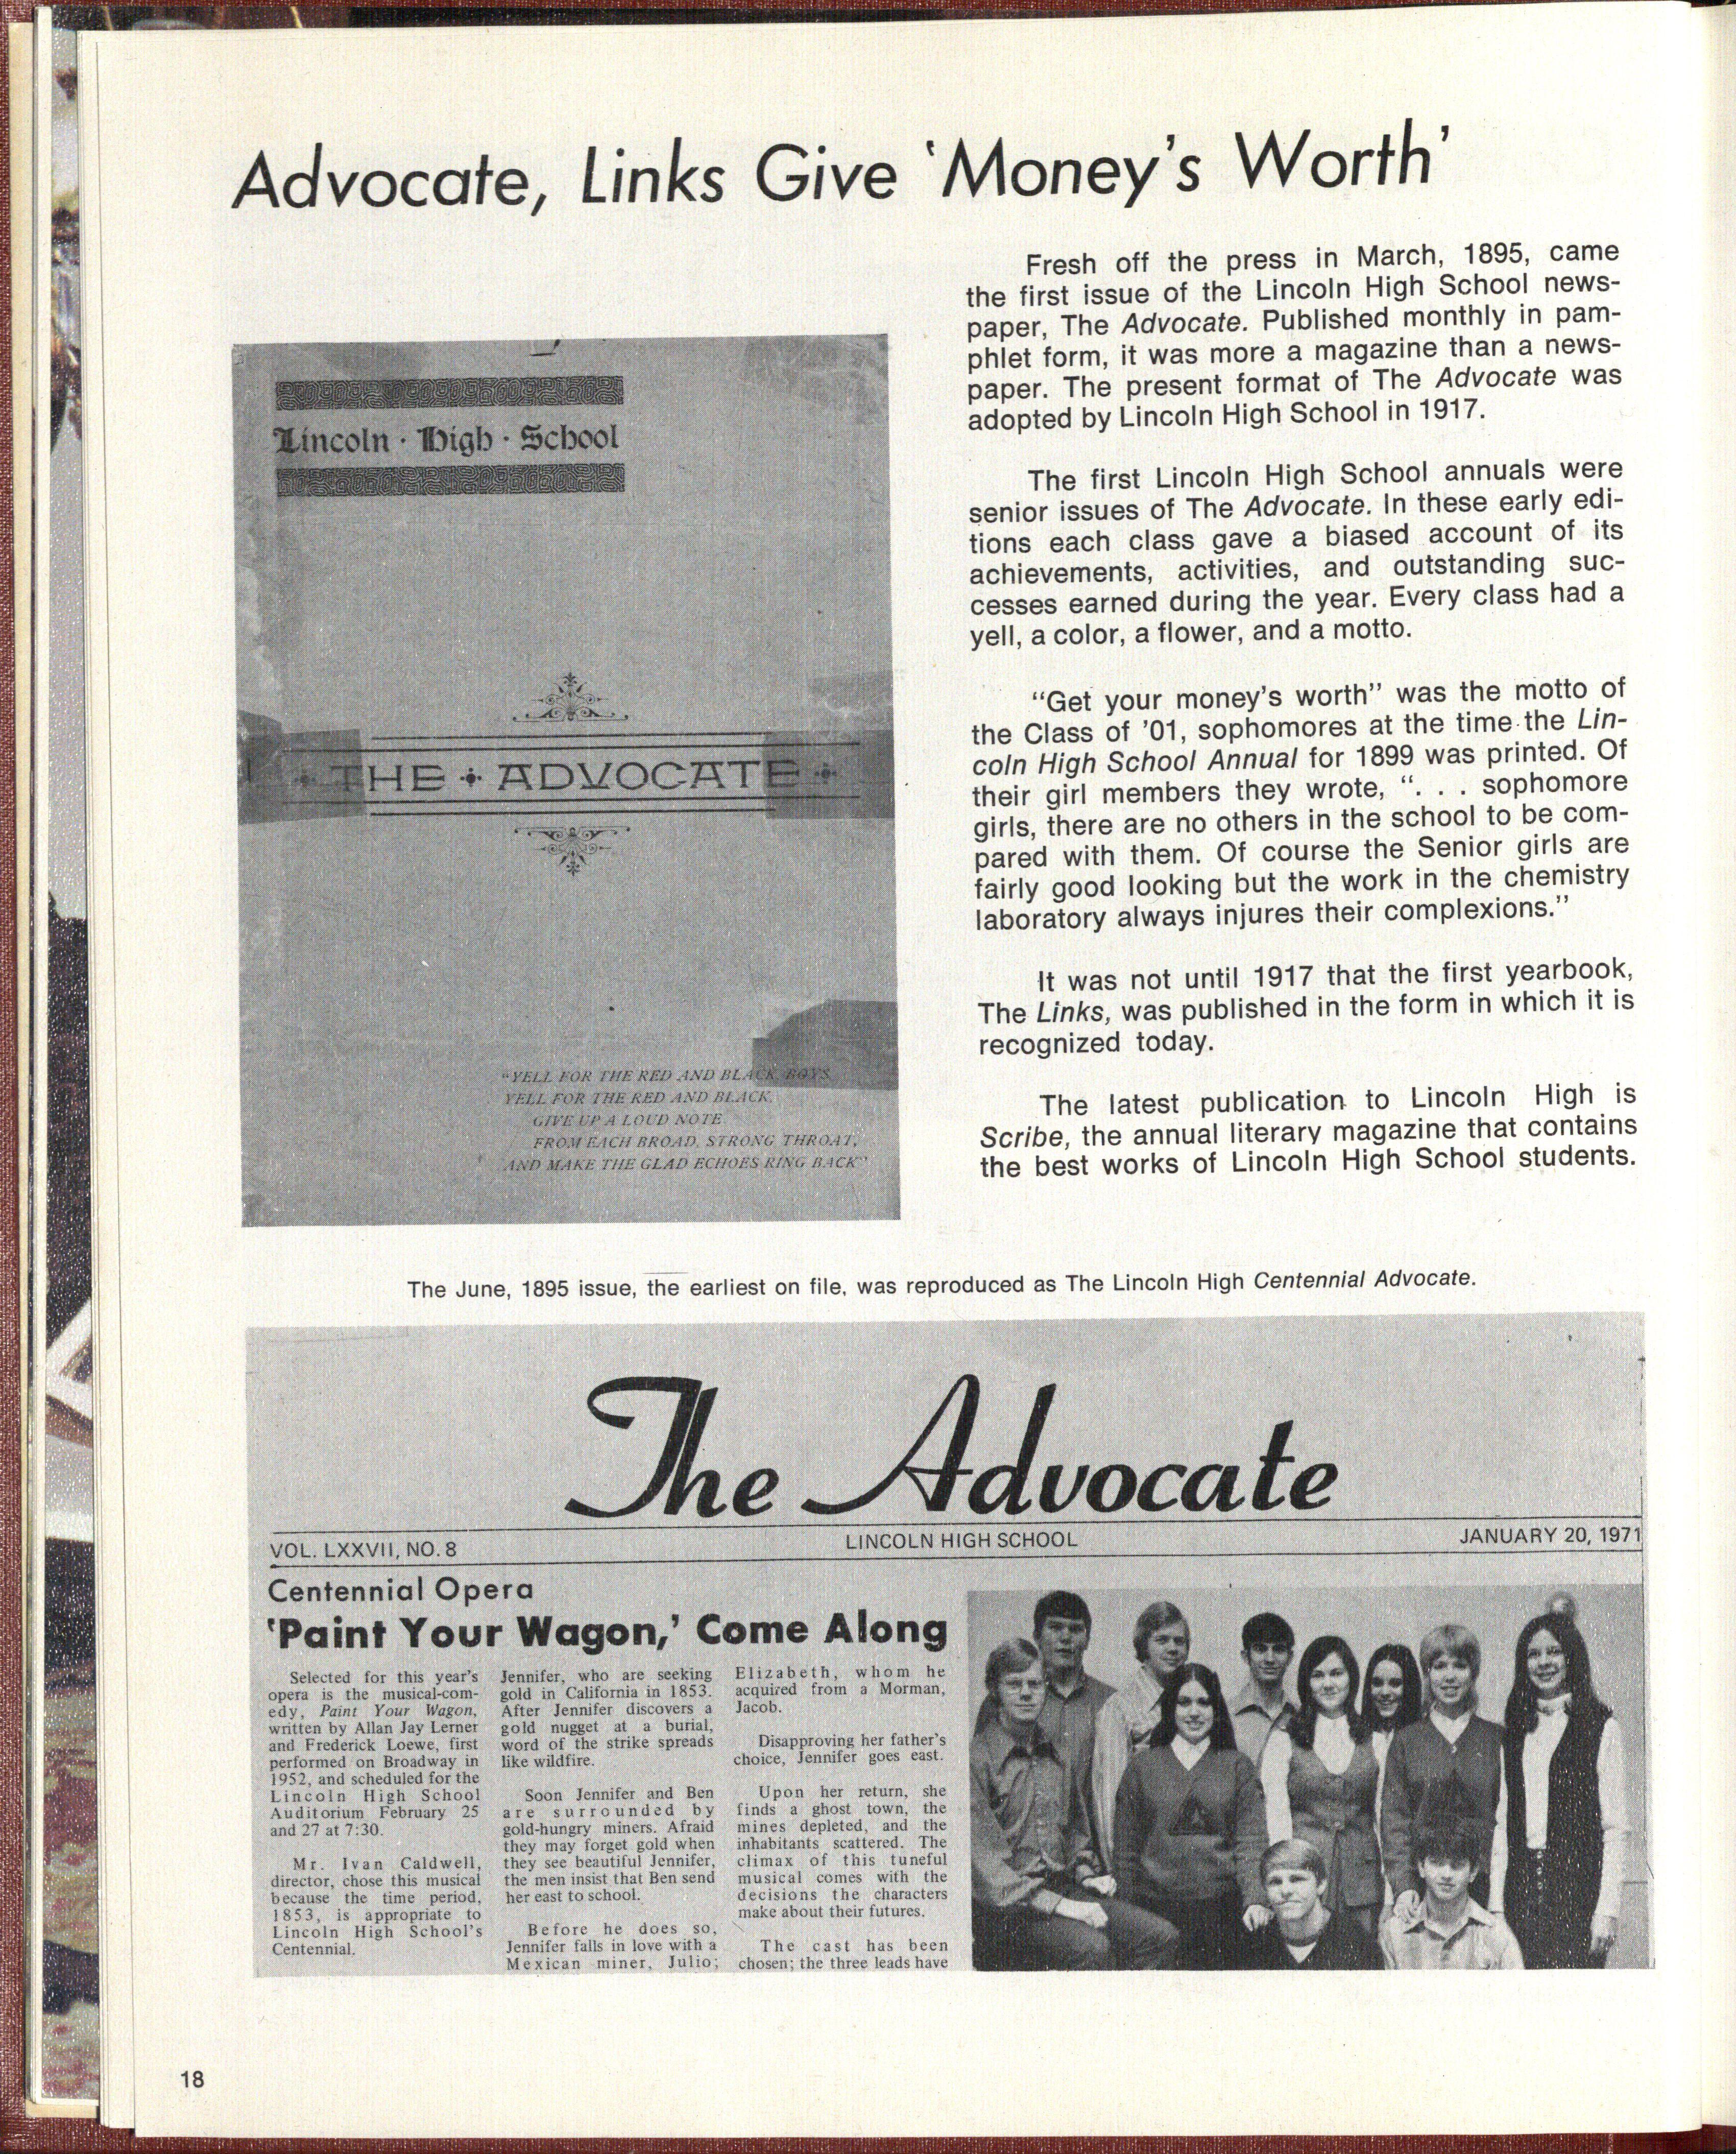 Advocate, Links Give 'Money's Worth'
Fresh off the press in March, 1895, came
the first issue of the Lincoln High School news-
paper, The Advocate. Published monthly in pam-
phlet form, it was more a magazine than a news-
paper. The present format of The Advocate was
adopted by Lincoln High School in 1917.
The first Lincoln High School annuals were
senior issues of The Advocate. In these early edi-
tions each class gave a biased account of its
achievements, activities, and outstanding suc-
cesses earned during the year. Every class had a
yell, a color, a flower, and a motto.
"Get your money's worth" was the motto of
the Class of '01, sophomores at the time the Lin-
coln High School Annual for 1899 was printed. Of
their girl members they wrote, ". . . sophomore
girls, there are no others in the school to be com-
pared with them. Of course the Senior girls are
fairly good looking but the work in the chemistry
laboratory always injures their complexions."
It was not until 1917 that the first yearbook,
The Links, was published in the form in which it is
recognized today.
The latest publication to Lincoln High is
Scribe, the annual literary magazine that contains
the best works of Lincoln High School students.
Lincoln · High · School
THE ADVOCATE
"YELL FOR THE RED AND BLACK, BOYS,
YELL FOR THE RED AND BLACK,
GIVE UP A LOUD NOTE
FROM EACH BROAD, STRONG THROAT,
AND MAKE THE GLAD ECHOES RING BACK"
The June, 1895 issue, the earliest on file, was reproduced as The Lincoln High Centennial Advocate.
The Advocate
VOL. LXXVII, NO. 8
LINCOLN HIGH SCHOOL
JANUARY 20, 1971
Centennial Opera
'Paint Your Wagon,' Come Along
Selected for this year's
opera is the musical-com-
edy, Paint Your Wagon,
written by Allan Jay Lerner
and Frederick Loewe, first
performed on Broadway in
1952, and scheduled for the
Lincoln High School
Auditorium February 25
and 27 at 7:30.
Mr. Ivan Caldwell,
director, chose this musical
because the time period,
1853, is appropriate to
Lincoln High School's
Centennial.
Jennifer, who are seeking
gold in California in 1853.
After Jennifer discovers a
gold nugget at a burial,
word of the strike spreads
like wildfire.
Soon Jennifer and Ben
are surrounded by
gold-hungry miners. Afraid
they may forget gold when
they see beautiful Jennifer,
the men insist that Ben send
her east to school.
Before he does so,
Jennifer falls in love with a
Mexican miner, Julio;
Elizabeth, whom he
acquired from a Morman,
Jacob.
Disapproving her father's
choice, Jennifer goes east.
Upon her return, she
finds a ghost town, the
mines depleted, and the
inhabitants scattered. The
climax of this tuneful
musical comes with the
decisions the characters
make about their futures.
The cast has been
chosen; the three leads have
18